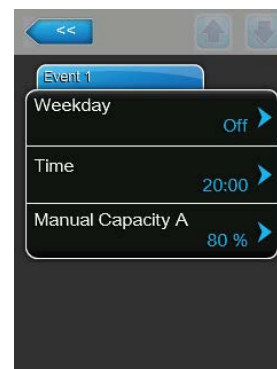 <<
Event 1
Weekday
Off
Time
20:00
Manual Capacity A
80 %